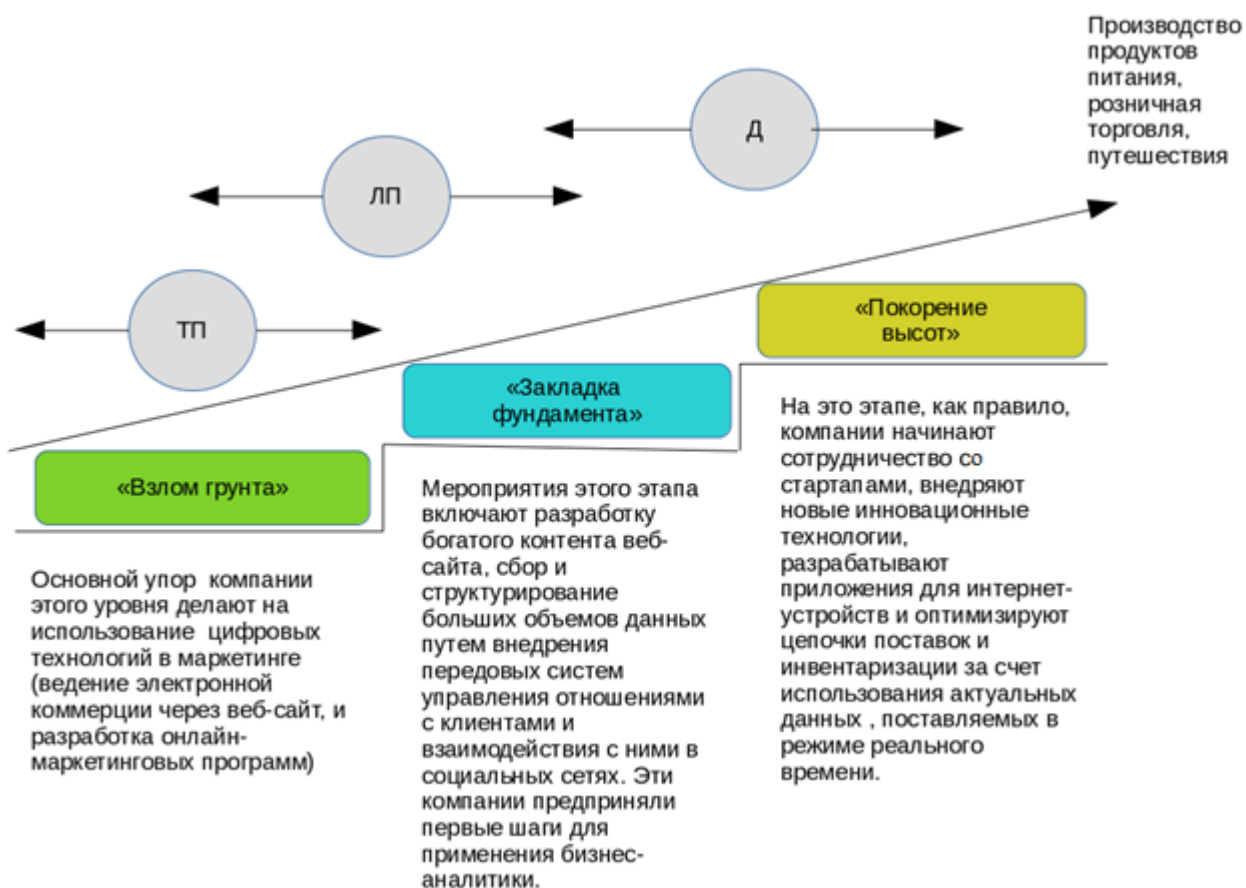 Производство
продуктов
питания,
розничная
торговля,
путешествия
Д
ЛП
ТП
«Покорение
высот»
«Закладка
фундамента»
«Взлом грунта»
Основной упор компании
этого уровня делают на
использование цифровых
технологий в маркетинге
(ведение электронной
коммерции через веб-сайт, и
разработка онлайн-
маркетинговых программ)
Мероприятия этого этапа
включают разработку
богатого контента веб-
сайта, сбор и
структурирование
больших объемов данных
путем внедрения
передовых систем
управления отношениями
с клиентами и
взаимодействия с ними в
социальных сетях. Эти
компании предприняли
первые шаги для
применения бизнес-
аналитики.
На это этапе, как правило,
компании начинают
сотрудничество со
стартапами, внедряют
новые инновационные
технологии,
разрабатывают
приложения для интернет-
устройств и оптимизируют
цепочки поставок и
инвентаризации за счет
использования актуальных
данных , поставляемых в
режиме реального
времени.